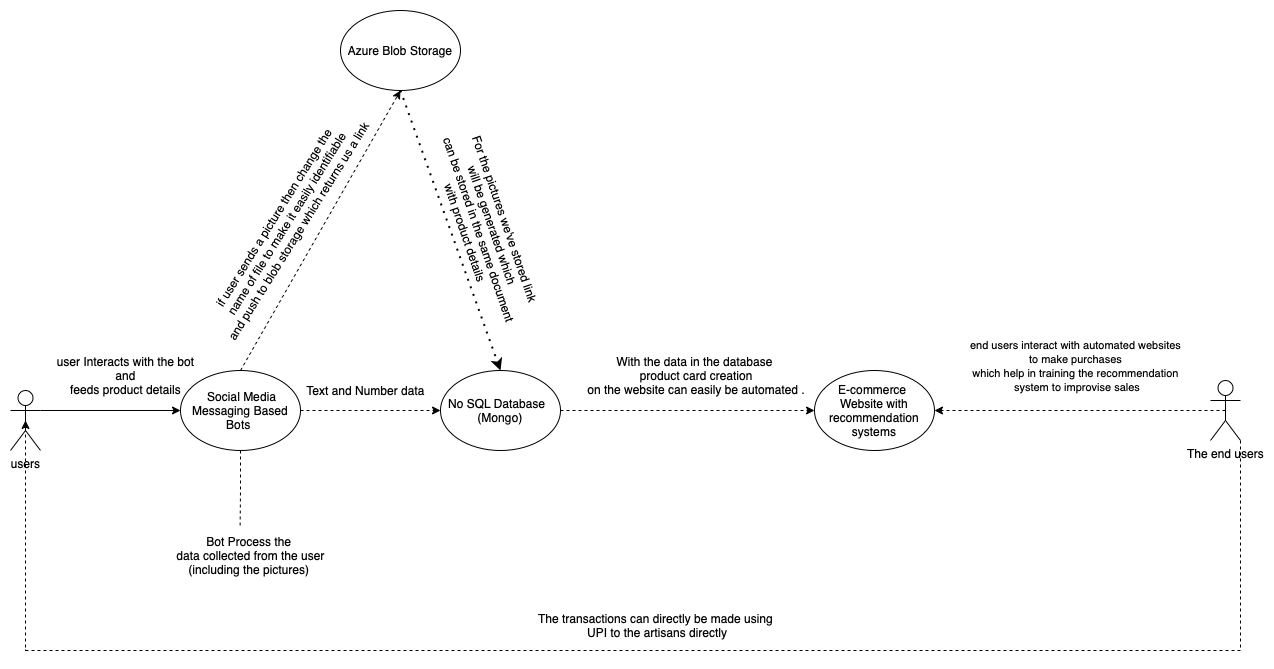 Azure Blob Storage
if user sends a picture then change the
name of file to make it easily identifiable
and push to blob storage which returns us a link
For the pictures we've stored link
will be generated which
can be stored in the same document
with product details
user Interacts with the bot
and
feeds product details
users
Social Media
Messaging Based
Bots
Text and Number data
No SQL Database
(Mongo)
With the data in the database
product card creation
on the website can easily be automated .
E-commerce
Website with
recommendation
systems
end users interact with automated websites
to make purchases
which help in training the recommendation
system to improvise sales
The end users
Bot Process the
data collected from the user
(including the pictures)
The transactions can directly be made using
UPI to the artisans directly